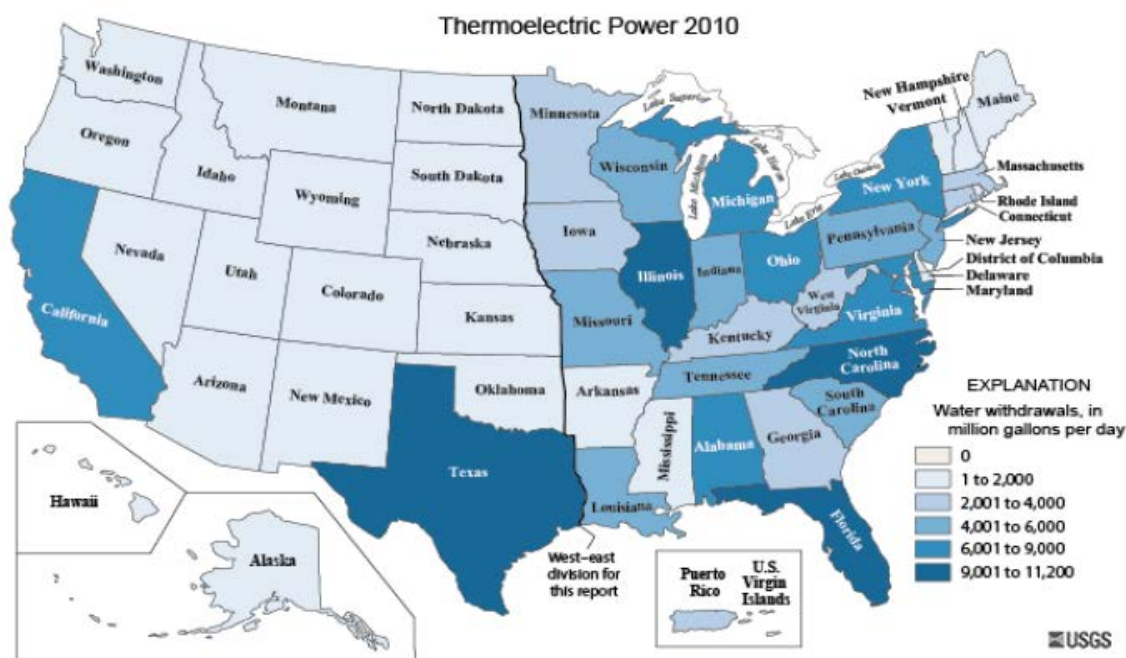 Thermoelectric Power 2010
Washington
Oregon
California
Nevada
Idaho
Montana
Wyoming
Utah
Arizona
Colorado
New Mexico
North Dakota
South Dakota
Nebraska
Kansas
Oklahoma
Texas
Minnesota
Iowa
Missouri
Arkansas
Louisiana
Wisconsin
Illinois
Michigan
Indiana
Ohio
Kentucky
Tennessee
Mississippi
Alabama
Georgia
Florida
South
Carolina
North
Carolina
Virginia
West
Virginia
Pennsylvania
New York
Lake Superior
Lake Michigan
Lake Huron
Lake Erie
Lake Ontario
New Hampshire
Vermont
Maine
Massachusetts
Rhode Island
Connecticut
New Jersey
District of Columbia
Delaware
Maryland
Hawaii
Alaska
West–east
division for
this report
Puerto
Rico
U.S.
Virgin
Islands
EXPLANATION
Water withdrawals, in
million gallons per day
0
1 to 2,000
2,001 to 4,000
4,001 to 6,000
6,001 to 9,000
9,001 to 11,200
USGS